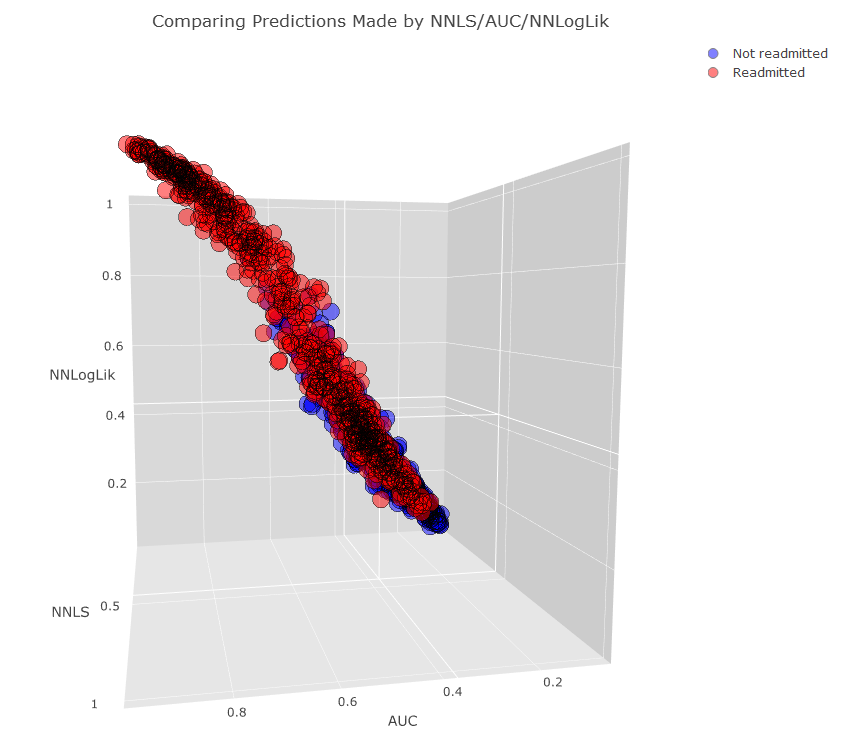 Comparing Predictions Made by NNLS/AUC/NNLogLik
Not readmitted
Readmitted
1
0.8
0.6
NNLogLik
0.4
0.2
NNLS
0.5
1
0.8
0.6
0.4
0.2
AUC